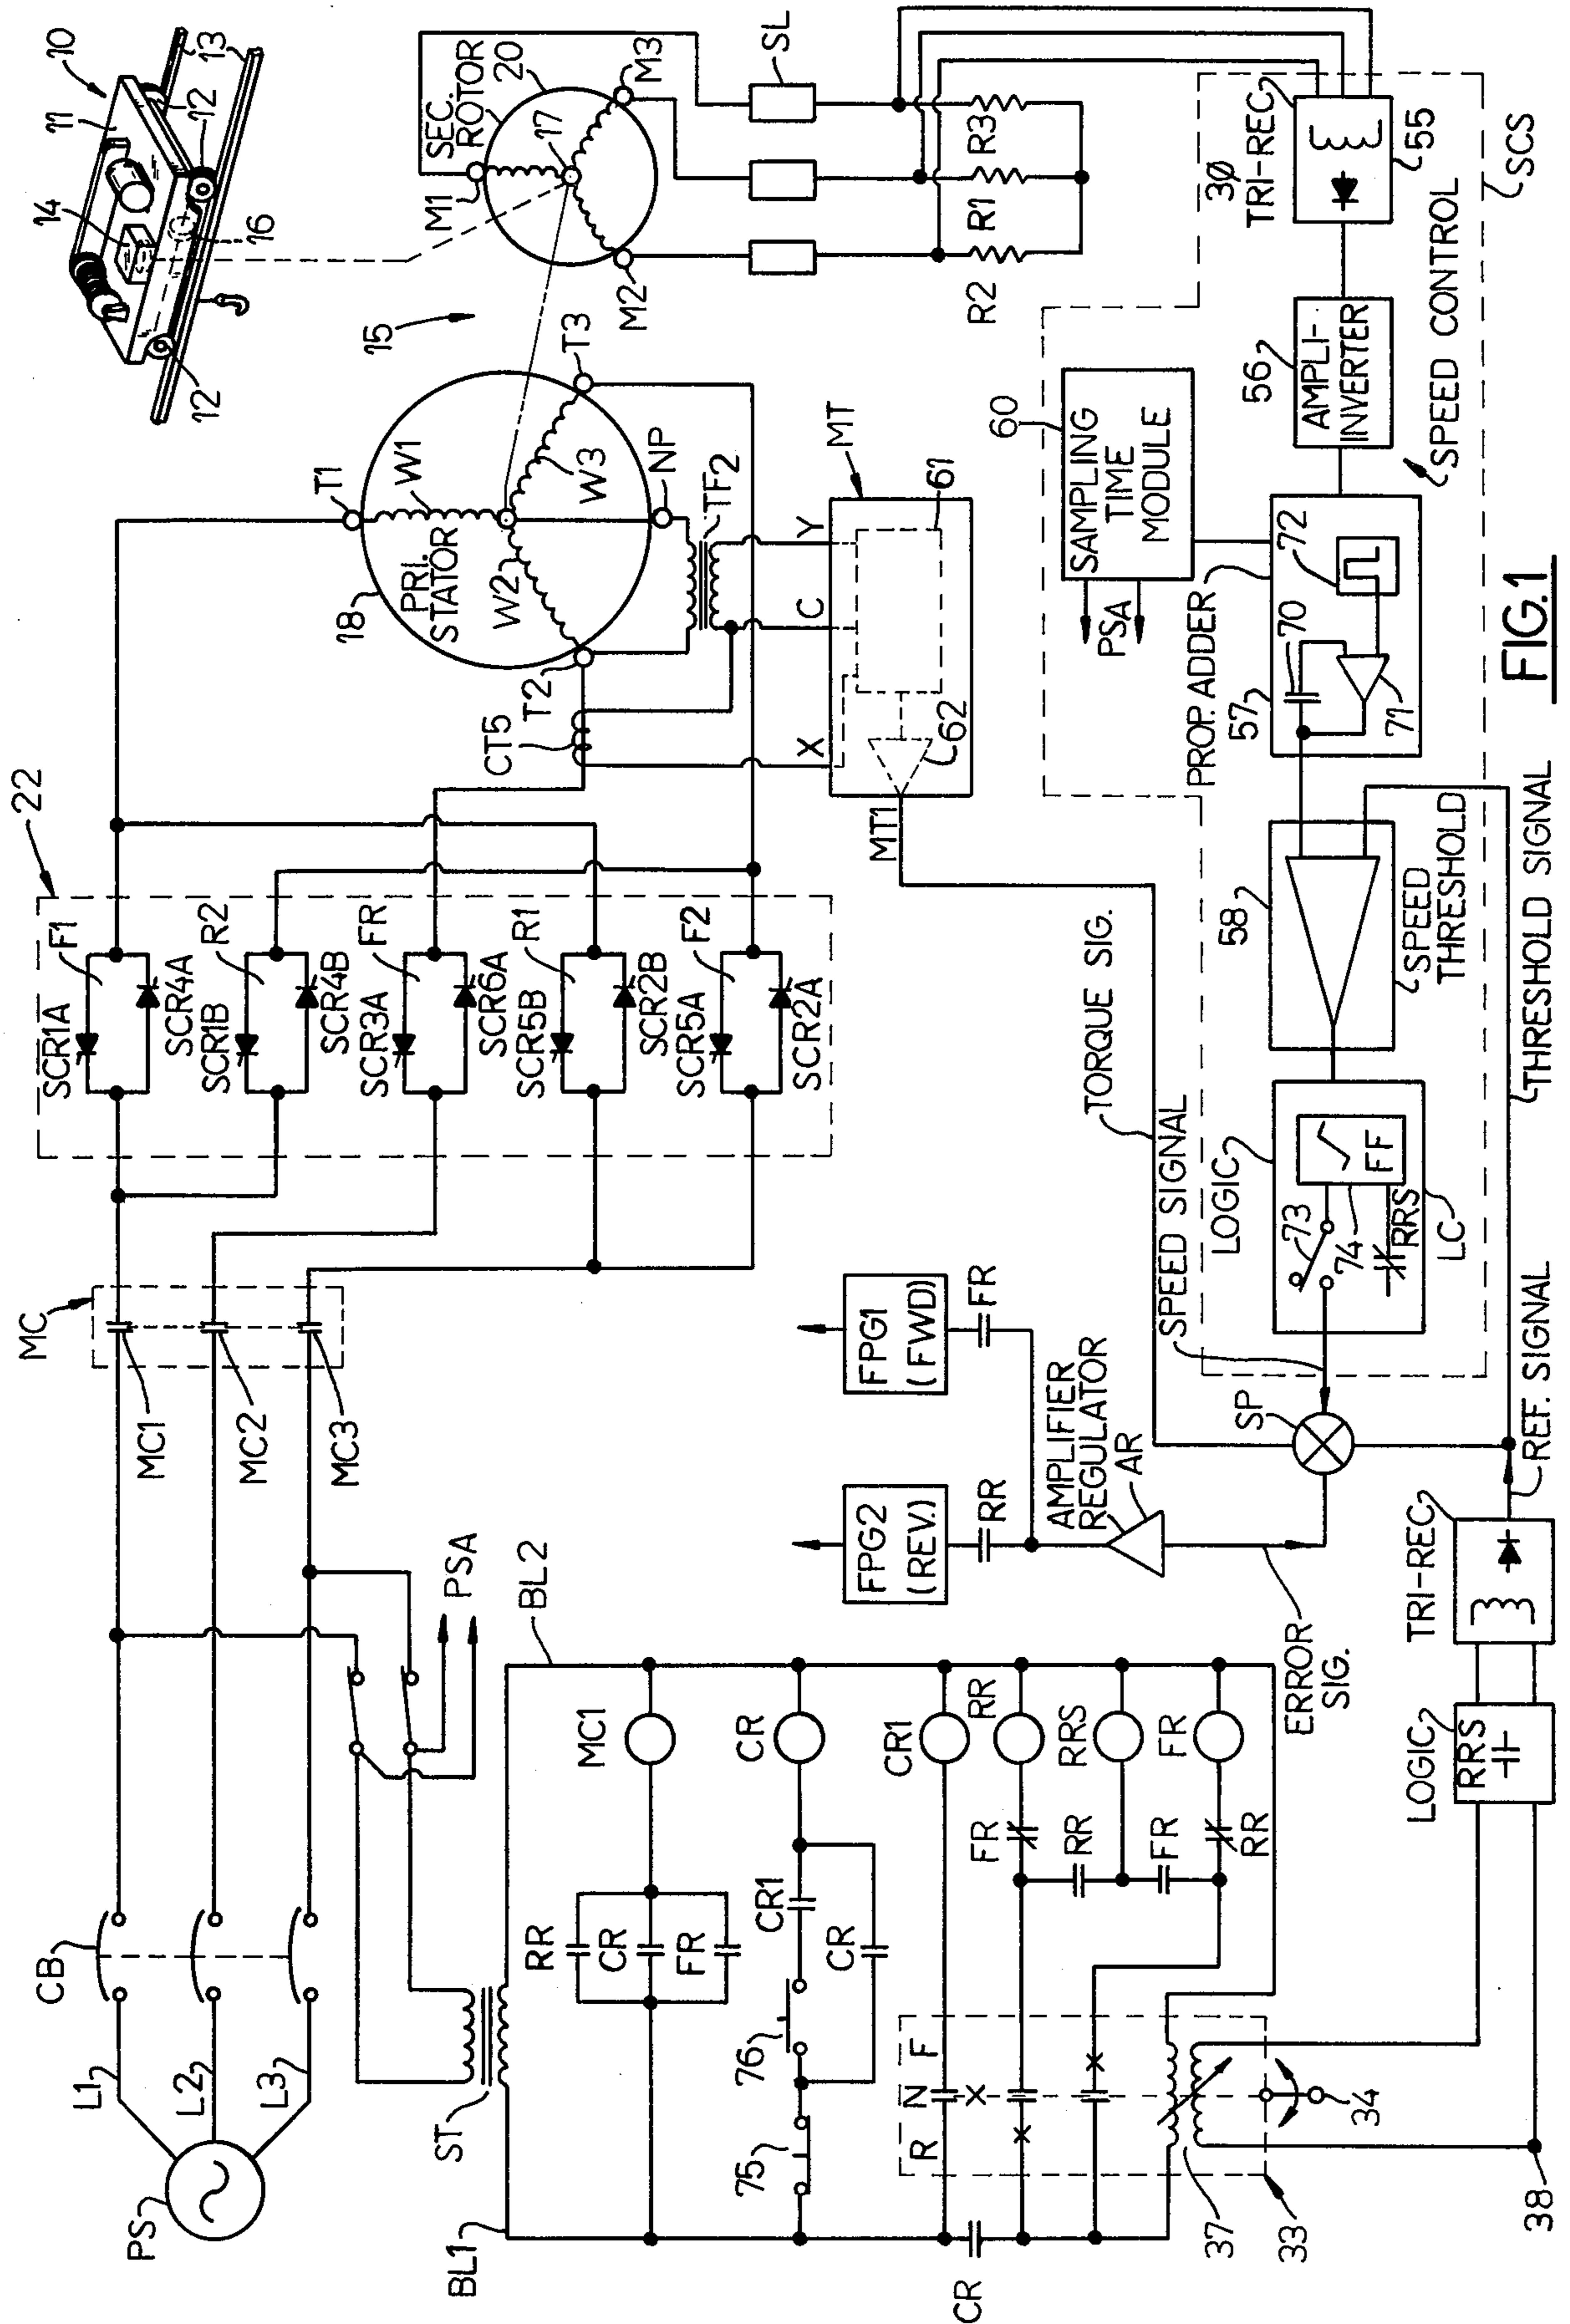 10
11
12
12
12
13
14
16
SEC.
ROTOR
20
17
M1
M2
M3
SL
15
R3
R1
R2
30
TRI-REC
55
SCS
56
AMPLI-
INVERTER
SPEED CONTROL
T1
W1
W2
W3
T2
T3
NP
18
PRI.
STATOR
TF2
CT5
MT
X
C
Y
61
62
MT1
60
SAMPLING
TIME
MODULE
PSA
PROP. ADDER
57
70
71
72
22
F1
SCR1A
SCR4A
R2
SCR1B
SCR4B
FR
SCR3A
SCR6A
R1
SCR5B
SCR2B
F2
SCR5A
SCR2A
58
SPEED
THRESHOLD
THRESHOLD SIGNAL
TORQUE SIG.
SPEED SIGNAL
LOGIC
73
74
FF
RRS
LC
MC
MC1
MC2
MC3
FPG1
(FWD)
FR
FPG2
(REV.)
RR
AMPLIFIER
REGULATOR
AR
SP
REF. SIGNAL
TRI-REC
LOGIC
RRS
ERROR
SIG.
PSA
BL2
CB
L1
L2
L3
PS
ST
BL1
MC1
RR
CR
FR
CR
CR1
CR
76
75
CR1
RR
RRS
FR
FR
RR
FR
RR
R N F
X
X
X
CR
37
33
34
38
FIG.1